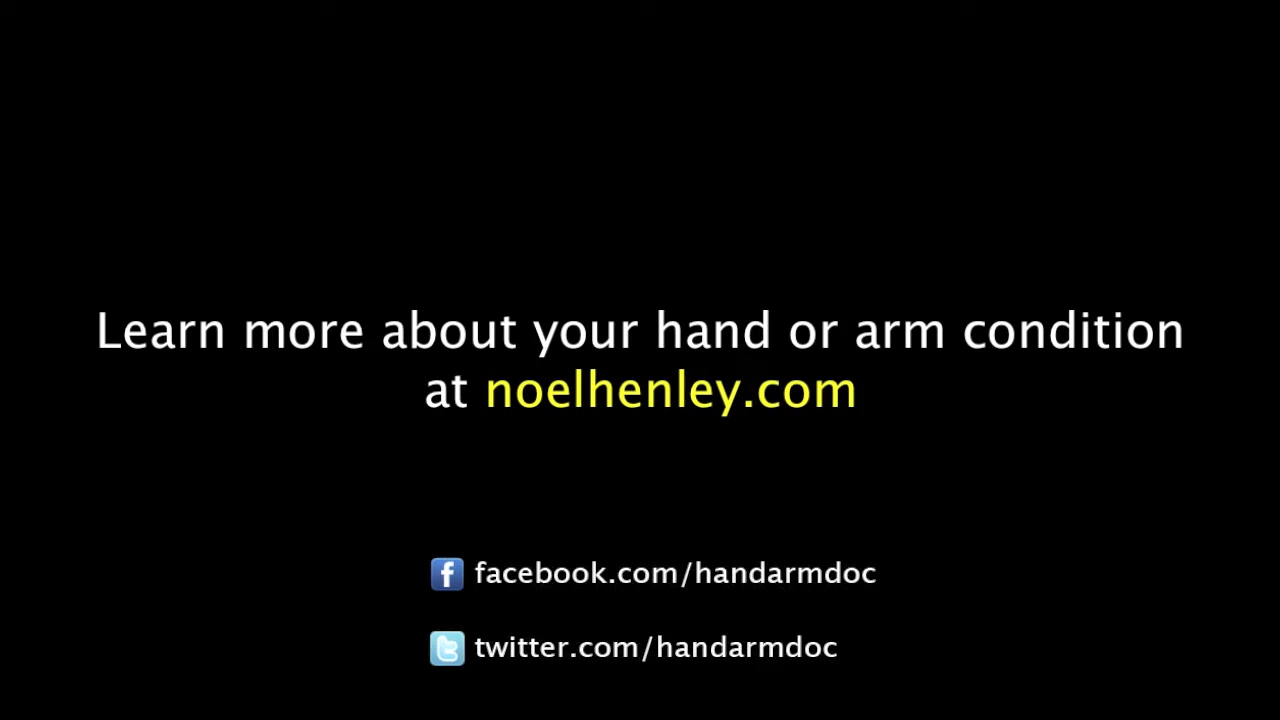 Learn more about your hand or arm condition
at noelhenley.com
facebook.com/handarmdoc
twitter.com/handarmdoc